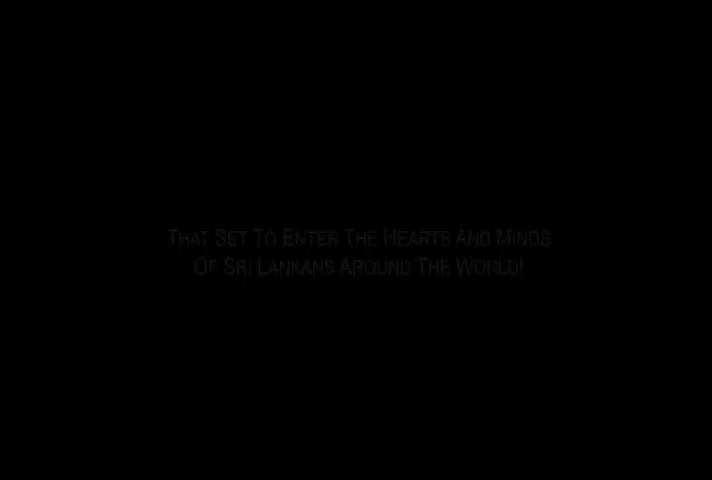 THAT SET TO ENTER THE HEARTS AND MINDS
OF SRI LANKANS AROUND THE WORLD!